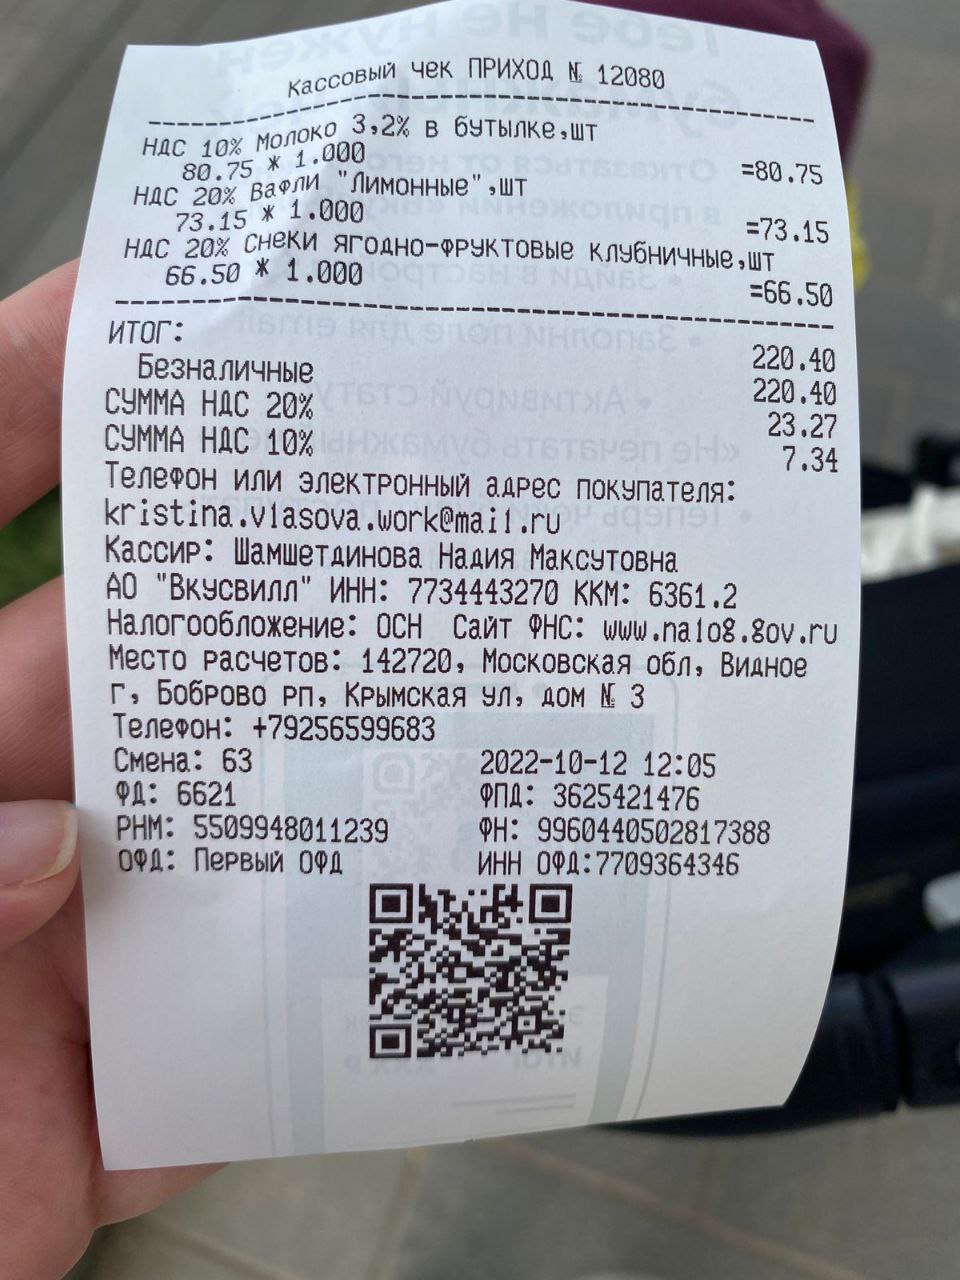 Кассовый чек ПРИХОД № 12080
НДС 10% Молоко 3,2% в бутылке,шт
80.75 * 1.000 =80.75
НДС 20% Вафли "Лимонные",шт
73.15 * 1.000 =73.15
НДС 20% Снеки ягодно-фруктовые клубничные,шт
66.50 * 1.000 =66.50
ИТОГ: 220.40
Безналичные 220.40
СУММА НДС 20% 23.27
СУММА НДС 10% 7.34
Телефон или электронный адрес покупателя:
kristina.vlasova.work@mail.ru
Кассир: Шамшетдинова Надия Максутовна
АО "Вкусвилл" ИНН: 7734443270 ККМ: 6361.2
Налогообложение: ОСН Сайт ФНС: www.nalog.gov.ru
Место расчетов: 142720, Московская обл, Видное
г, Боброво рп, Крымская ул, дом № 3
Телефон: +79256599683
Смена: 63 2022-10-12 12:05
ФД: 6621 ФПД: 3625421476
РНМ: 5509948011239 ФН: 9960440502817388
ОФД: Первый ОФД ИНН ОФД:7709364346